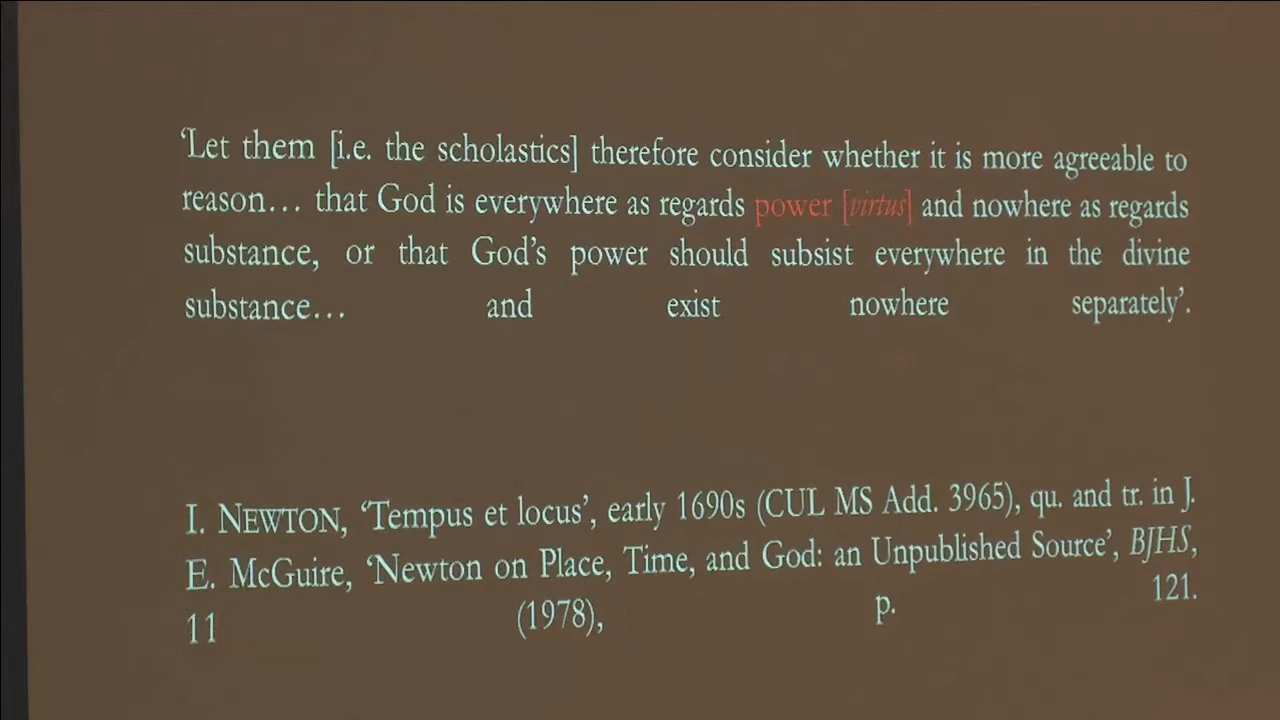 ‘Let them [i.e. the scholastics] therefore consider whether it is more agreeable to
reason… that God is everywhere as regards power [virtus] and nowhere as regards
substance, or that God’s power should subsist everywhere in the divine
substance… and exist nowhere separately’.
I. NEWTON, ‘Tempus et locus’, early 1690s (CUL MS Add. 3965), qu. and tr. in J.
E. McGuire, ‘Newton on Place, Time, and God: an Unpublished Source’, BJHS,
11 (1978), p. 121.